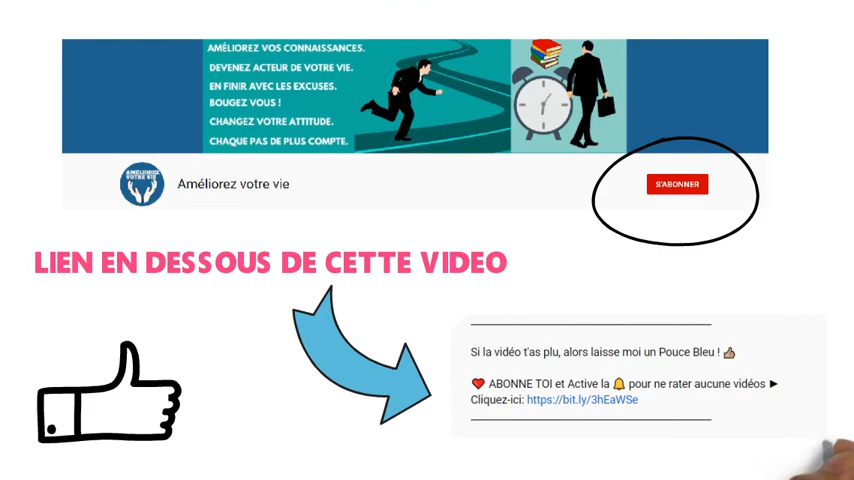 AMÉLIOREZ VOS CONNAISSANCES.
DEVENEZ ACTEUR DE VOTRE VIE.
EN FINIR AVEC LES EXCUSES.
BOUGEZ VOUS !
CHANGEZ VOTRE ATTITUDE.
CHAQUE PAS DE PLUS COMPTE.
AMÉLIOREZ
VOTRE VIE
Améliorez votre vie
S'ABONNER
LIEN EN DESSOUS DE CETTE VIDEO
Si la vidéo t'as plu, alors laisse moi un Pouce Bleu ! 👍🏽
❤️ ABONNE TOI et Active la 🔔 pour ne rater aucune vidéos ►
Cliquez-ici: https://bit.ly/3hEaWSe